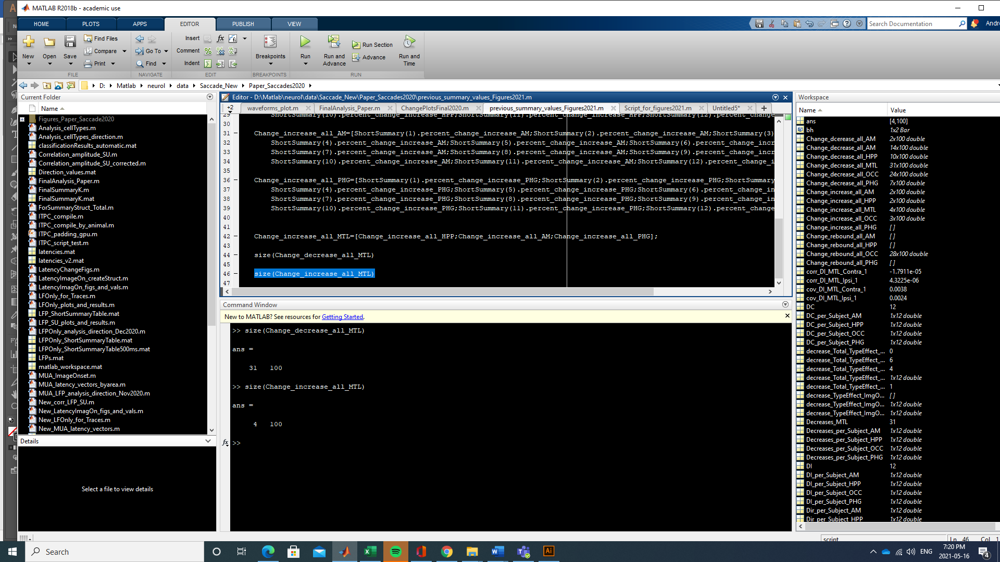 MATLAB R2018b - academic use
HOME PLOTS APPS EDITOR PUBLISH VIEW
Search Documentation
Andre
New Open Save Find Files Compare Print
Go To Find
Insert Comment Indent
Breakpoints
Run Run and Advance Run Section Advance Run and Time
FILE NAVIGATE EDIT BREAKPOINTS RUN
D: Matlab neurol data Saccade_New Paper_Saccades2020
Current Folder
Name
Figures_Paper_Saccade2020
Analysis_cellTypes.m
Analysis_cellTypes_direction.m
classificationResults_automatic.mat
Correlation_amplitude_SU.m
Correlation_amplitude_SU_corrected.m
Direction_values.mat
FinalAnalysis_Paper.m
FinalSummaryK.m
FinalSummaryK.mat
ForSummaryStruct_Total.m
ITPC_compile.m
ITPC_compile_by_animal.m
ITPC_padding_gpu.m
ITPC_script_test.m
latencies.mat
latencies_v2.mat
LatencyChangeFigs.m
LatencyImageOn_createStruct.m
LatencyImagOn_figs_and_vals.m
LFOnly_for_Traces.m
LFOnly_plots_and_results.m
LFP_ShortSummaryTable.mat
LFP_SU_plots_and_results.m
LFPOnly_analysis_direction_Dec2020.m
LFPOnly_ShortSummaryTable.mat
LFPOnly_ShortSummaryTable500ms.mat
LFPs.mat
matlab_workspace.mat
MUA_ImageOnset.m
MUA_latency_vectors_byarea.m
MUA_LFP_analysis_direction_Nov2020.m
New_corr_LFP_SU.m
New_LatencyImagOn_figs_and_vals.m
New_LFOnly_for_Traces.m
New_MUA_latency_vectors.m
Details
Select a file to view details
Editor - D:\Matlab\neurol\data\Saccade_New\Paper_Saccades2020\previous_summary_values_Figures2021.m
+2 waveforms_plot.m FinalAnalysis_Paper.m ChangePlotsFinal2020.m previous_summary_values_Figures2021.m Script_for_figures2021.m Untitled5*
29 ShortSummary(10).percent_change_increase_HPP;ShortSummary(11).percent_change_increase_HPP;ShortSummary(12).percent_change
30
31 Change_increase_all_AM=[ShortSummary(1).percent_change_increase_AM;ShortSummary(2).percent_change_increase_AM;ShortSummary(3)
32 ShortSummary(4).percent_change_increase_AM;ShortSummary(5).percent_change_increase_AM;ShortSummary(6).percent_change_incr
33 ShortSummary(7).percent_change_increase_AM;ShortSummary(8).percent_change_increase_AM;ShortSummary(9).percent_change_incr
34 ShortSummary(10).percent_change_increase_AM;ShortSummary(11).percent_change_increase_AM;ShortSummary(12).percent_change_i
35
36 Change_increase_all_PHG=[ShortSummary(1).percent_change_increase_PHG;ShortSummary(2).percent_change_increase_PHG;ShortSummary
37 ShortSummary(4).percent_change_increase_PHG;ShortSummary(5).percent_change_increase_PHG;ShortSummary(6).percent_change_in
38 ShortSummary(7).percent_change_increase_PHG;ShortSummary(8).percent_change_increase_PHG;ShortSummary(9).percent_change_in
39 ShortSummary(10).percent_change_increase_PHG;ShortSummary(11).percent_change_increase_PHG;ShortSummary(12).percent_change
40
41
42 Change_increase_all_MTL=[Change_increase_all_HPP;Change_increase_all_AM;Change_increase_all_PHG];
43
44 size(Change_decrease_all_MTL)
45
46 size(Change_increase_all_MTL)
47
Command Window
New to MATLAB? See resources for Getting Started.
>> size(Change_decrease_all_MTL)
ans =
31 100
>> size(Change_increase_all_MTL)
ans =
4 100
fx >>
Workspace
Name Value
ans [4,100]
bh 1x2 Bar
Change_dcerease_all_AM 2x100 double
Change_decrease_all_AM 14x100 double
Change_decrease_all_HPP 10x100 double
Change_decrease_all_MTL 31x100 double
Change_decrease_all_OCC 24x100 double
Change_decrease_all_PHG 7x100 double
Change_increase_all_AM 2x100 double
Change_increase_all_HPP 2x100 double
Change_increase_all_MTL 4x100 double
Change_increase_all_OCC 3x100 double
Change_increase_all_PHG []
Change_rebound_all_AM []
Change_rebound_all_HPP []
Change_rebound_all_OCC 28x100 double
Change_rebound_all_PHG []
corr_DI_MTL_Contra_1 -1.7911e-05
corr_DI_MTL_Ipsi_1 4.3225e-06
cov_DI_MTL_Contra_1 0.0038
cov_DI_MTL_Ipsi_1 0.0024
DC 12
DC_per_Subject_AM 1x12 double
DC_per_Subject_HPP 1x12 double
DC_per_Subject_OCC 1x12 double
DC_per_Subject_PHG 1x12 double
decrease_Total_TypeEffect_... 0
decrease_Total_TypeEffect_... 6
decrease_Total_TypeEffect_... 4
decrease_Total_TypeEffect_... 1x12 double
decrease_Total_TypeEffect_... 1
decrease_TypeEffect_ImgO... []
decrease_TypeEffect_ImgO... 1x12 double
decrease_TypeEffect_ImgO... 1x12 double
Decreases_MTL 31
Decreases_per_Subject_AM 1x12 double
Decreases_per_Subject_HPP 1x12 double
Decreases_per_Subject_OCC 1x12 double
Decreases_per_Subject_PHG 1x12 double
DI 12
DI_per_Subject_AM 1x12 double
DI_per_Subject_HPP 1x12 double
DI_per_Subject_OCC 1x12 double
DI_per_Subject_PHG 1x12 double
Dir_per_Subject_AM 1x12 double
Dir_per_Subject_HPP 1x12 double
script Ln 46 Col 1
Search
ENG
7:20 PM
2021-05-16
4